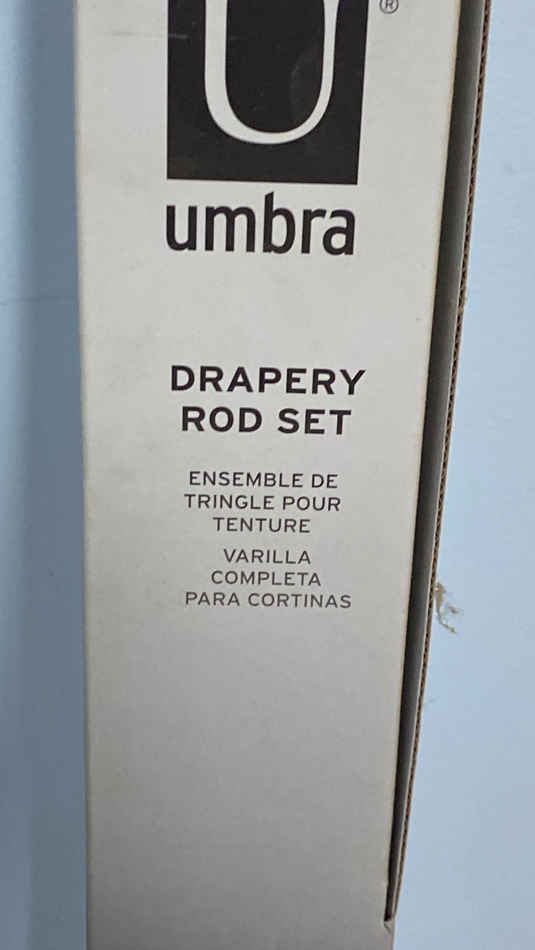 U®
umbra
DRAPERY
ROD SET
ENSEMBLE DE
TRINGLE POUR
TENTURE
VARILLA
COMPLETA
PARA CORTINAS